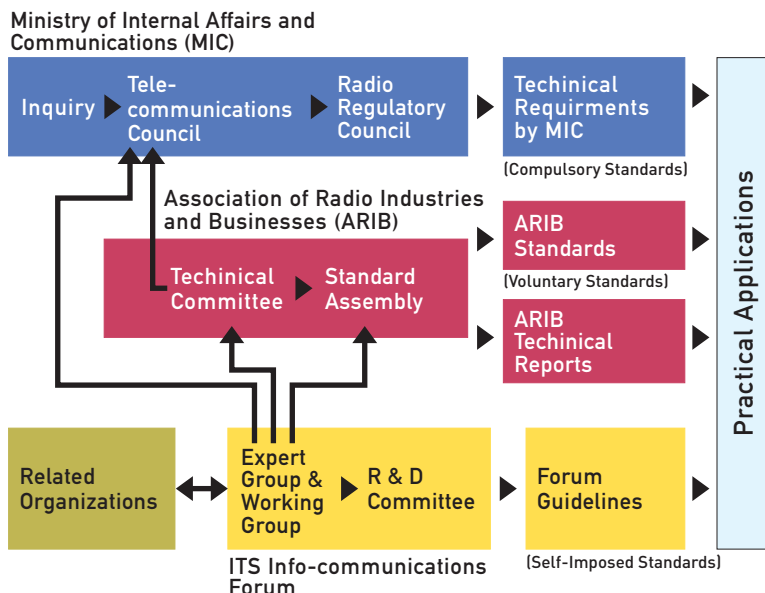 Ministry of Internal Affairs and
Communications (MIC)
Inquiry
Tele-
communications
Council
Radio
Regulatory
Council
Techinical
Requirments
by MIC
(Compulsory Standards)
Association of Radio Industries
and Businesses (ARIB)
Techinical
Committee
Standard
Assembly
ARIB
Standards
(Voluntary Standards)
ARIB
Techinical
Reports
Practical Applications
Related
Organizations
Expert
Group &
Working
Group
R & D
Committee
Forum
Guidelines
(Self-Imposed Standards)
ITS Info-communications
Forum